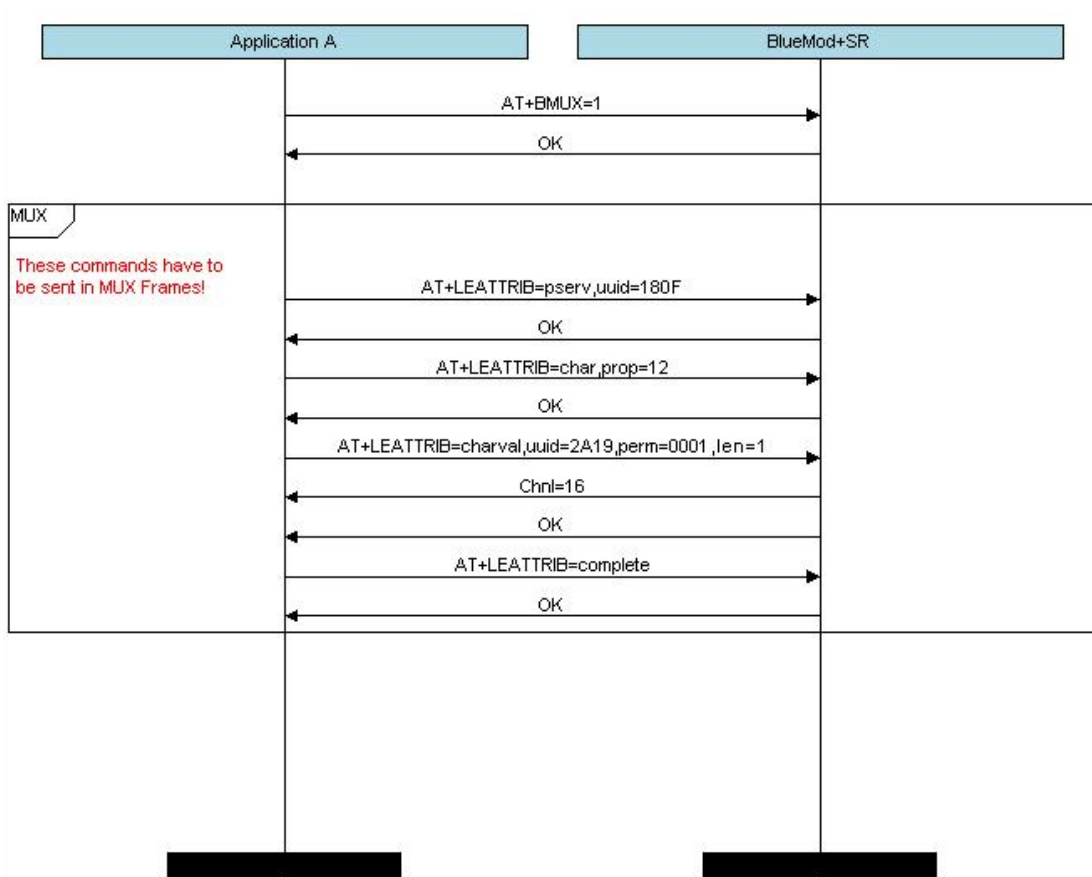 Application A
BlueMod+SR
AT+BMUX=1
OK
MUX
These commands have to
be sent in MUX Frames!
AT+LEATTRIB=pserv,uuid=180F
OK
AT+LEATTRIB=char,prop=12
OK
AT+LEATTRIB=charval,uuid=2A19,perm=0001,len=1
Chnl=16
OK
AT+LEATTRIB=complete
OK